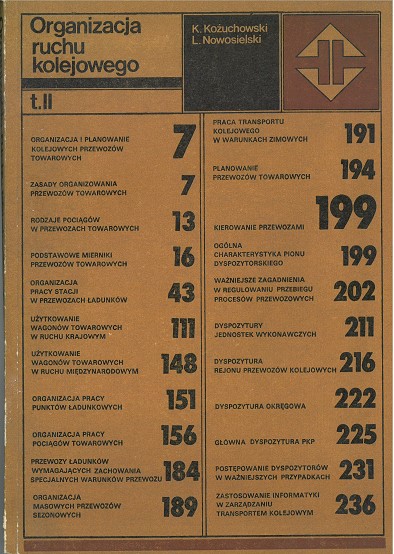 Organizacja
ruchu
kolejowego
t.II
K. Kożuchowski
L. Nowosielski
ORGANIZACJA I PLANOWANIE
KOLEJOWYCH PRZEWOZÓW
TOWAROWYCH
7
ZASADY ORGANIZOWANIA
PRZEWOZÓW TOWAROWYCH
7
RODZAJE POCIĄGÓW
W PRZEWOZACH TOWAROWYCH
13
PODSTAWOWE MIERNIKI
PRZEWOZÓW TOWAROWYCH
16
ORGANIZACJA
PRACY STACJI
W PRZEWOZACH ŁADUNKÓW
43
UŻYTKOWANIE
WAGONÓW TOWAROWYCH
W RUCHU KRAJOWYM
111
UŻYTKOWANIE
WAGONÓW TOWAROWYCH
W RUCHU MIĘDZYNARODOWYM
148
ORGANIZACJA PRACY
PUNKTÓW ŁADUNKOWYCH
151
ORGANIZACJA PRACY
POCIĄGÓW TOWAROWYCH
156
PRZEWOZY ŁADUNKÓW
WYMAGAJĄCYCH ZACHOWANIA
SPECJALNYCH WARUNKÓW PRZEWOZU
184
ORGANIZACJA
MASOWYCH PRZEWOZÓW
SEZONOWYCH
189
PRACA TRANSPORTU
KOLEJOWEGO
W WARUNKACH ZIMOWYCH
191
PLANOWANIE
PRZEWOZÓW TOWAROWYCH
194
KIEROWANIE PRZEWOZAMI
199
OGÓLNA
CHARAKTERYSTYKA PIONU
DYSPOZYTORSKIEGO
199
WAŻNIEJSZE ZAGADNIENIA
W REGULOWANIU PRZEBIEGU
PROCESÓW PRZEWOZOWYCH
202
DYSPOZYTURY
JEDNOSTEK WYKONAWCZYCH
211
DYSPOZYTURA
REJONU PRZEWOZÓW KOLEJOWYCH
216
DYSPOZYTURA OKRĘGOWA
222
GŁÓWNA DYSPOZYTURA PKP
225
POSTĘPOWANIE DYSPOZYTORÓW
W WAŻNIEJSZYCH PRZYPADKACH
231
ZASTOSOWANIE INFORMATYKI
W ZARZĄDZANIU
TRANSPORTEM KOLEJOWYM
236